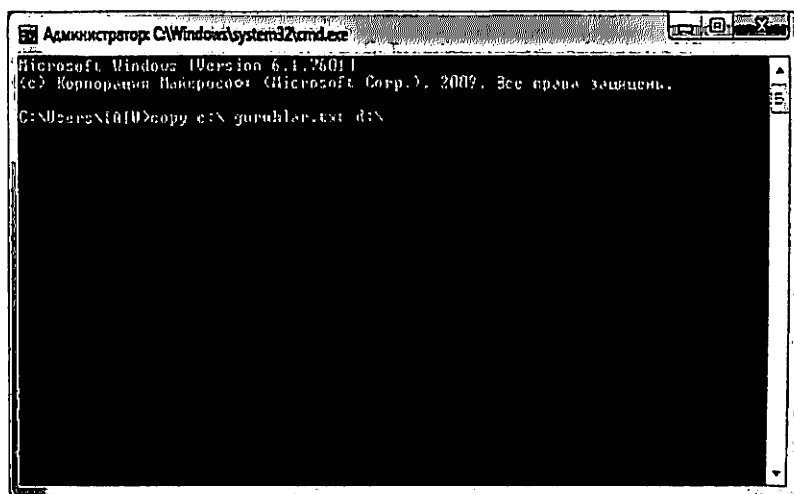 Администратор: C:\Windows\system32\cmd.exe
Microsoft Windows [Version 6.1.7601]
(c) Корпорация Майкрософт (Microsoft Corp.), 2009. Все права защищены.
C:\Users\[AIU>copy c:\ guruhlar.txt d:\